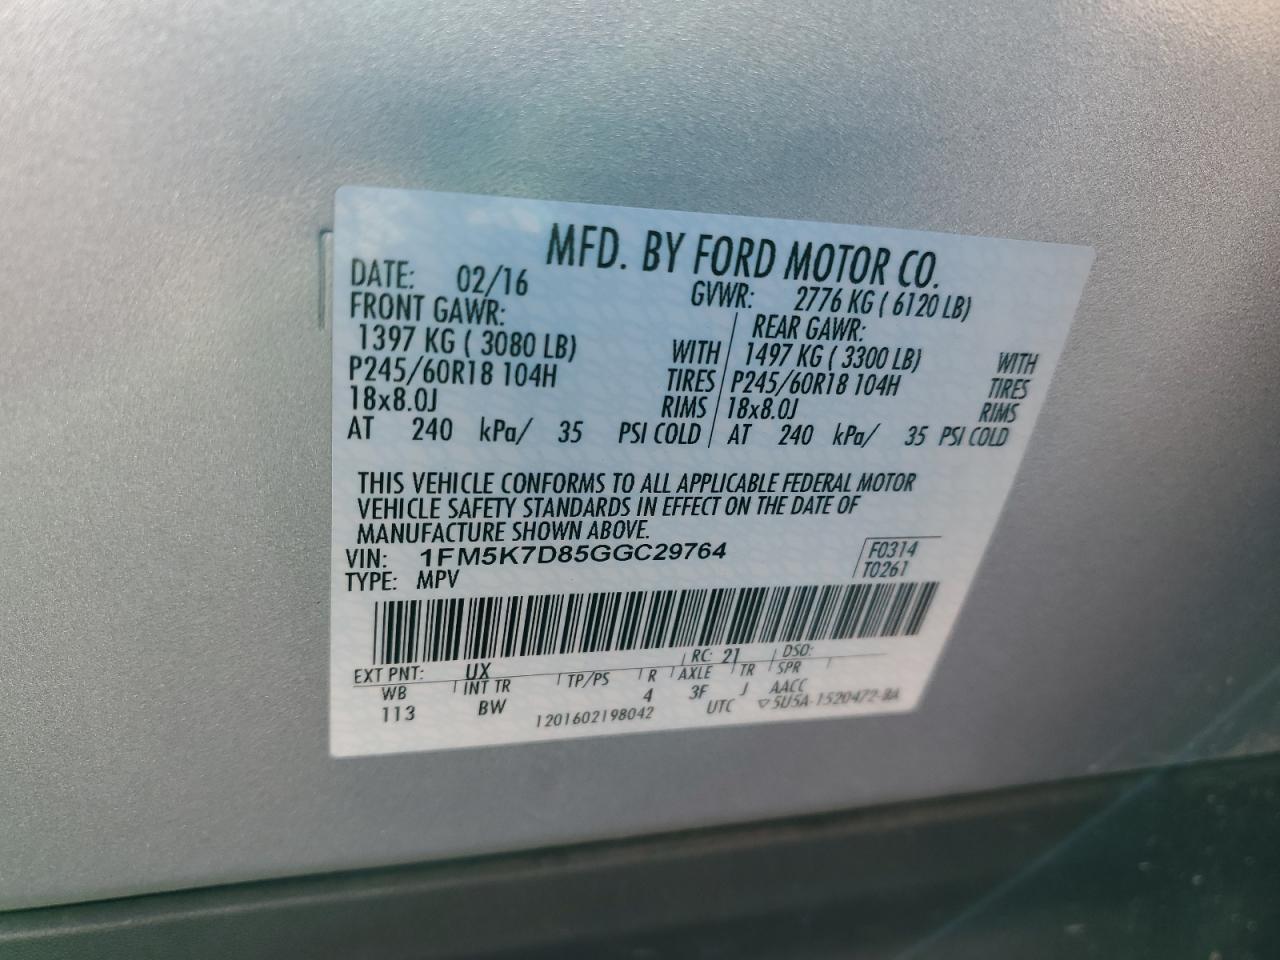 MFD. BY FORD MOTOR CO.
DATE: 02/16 GVWR: 2776 KG ( 6120 LB)
FRONT GAWR: REAR GAWR:
1397 KG ( 3080 LB) WITH 1497 KG ( 3300 LB) WITH
P245/60R18 104H TIRES P245/60R18 104H TIRES
18x8.0J RIMS 18x8.0J RIMS
AT 240 kPa/ 35 PSI COLD AT 240 kPa/ 35 PSI COLD
THIS VEHICLE CONFORMS TO ALL APPLICABLE FEDERAL MOTOR
VEHICLE SAFETY STANDARDS IN EFFECT ON THE DATE OF
MANUFACTURE SHOWN ABOVE.
VIN: 1FM5K7D85GGC29764 F0314
TYPE: MPV T0261
EXT PNT: UX RC: 21 DSO:
WB INT TR TP/PS R AXLE TR SPR
113 BW 4 3F J AACC
1201602198042 UTC ▽5U5A-1520472-BA